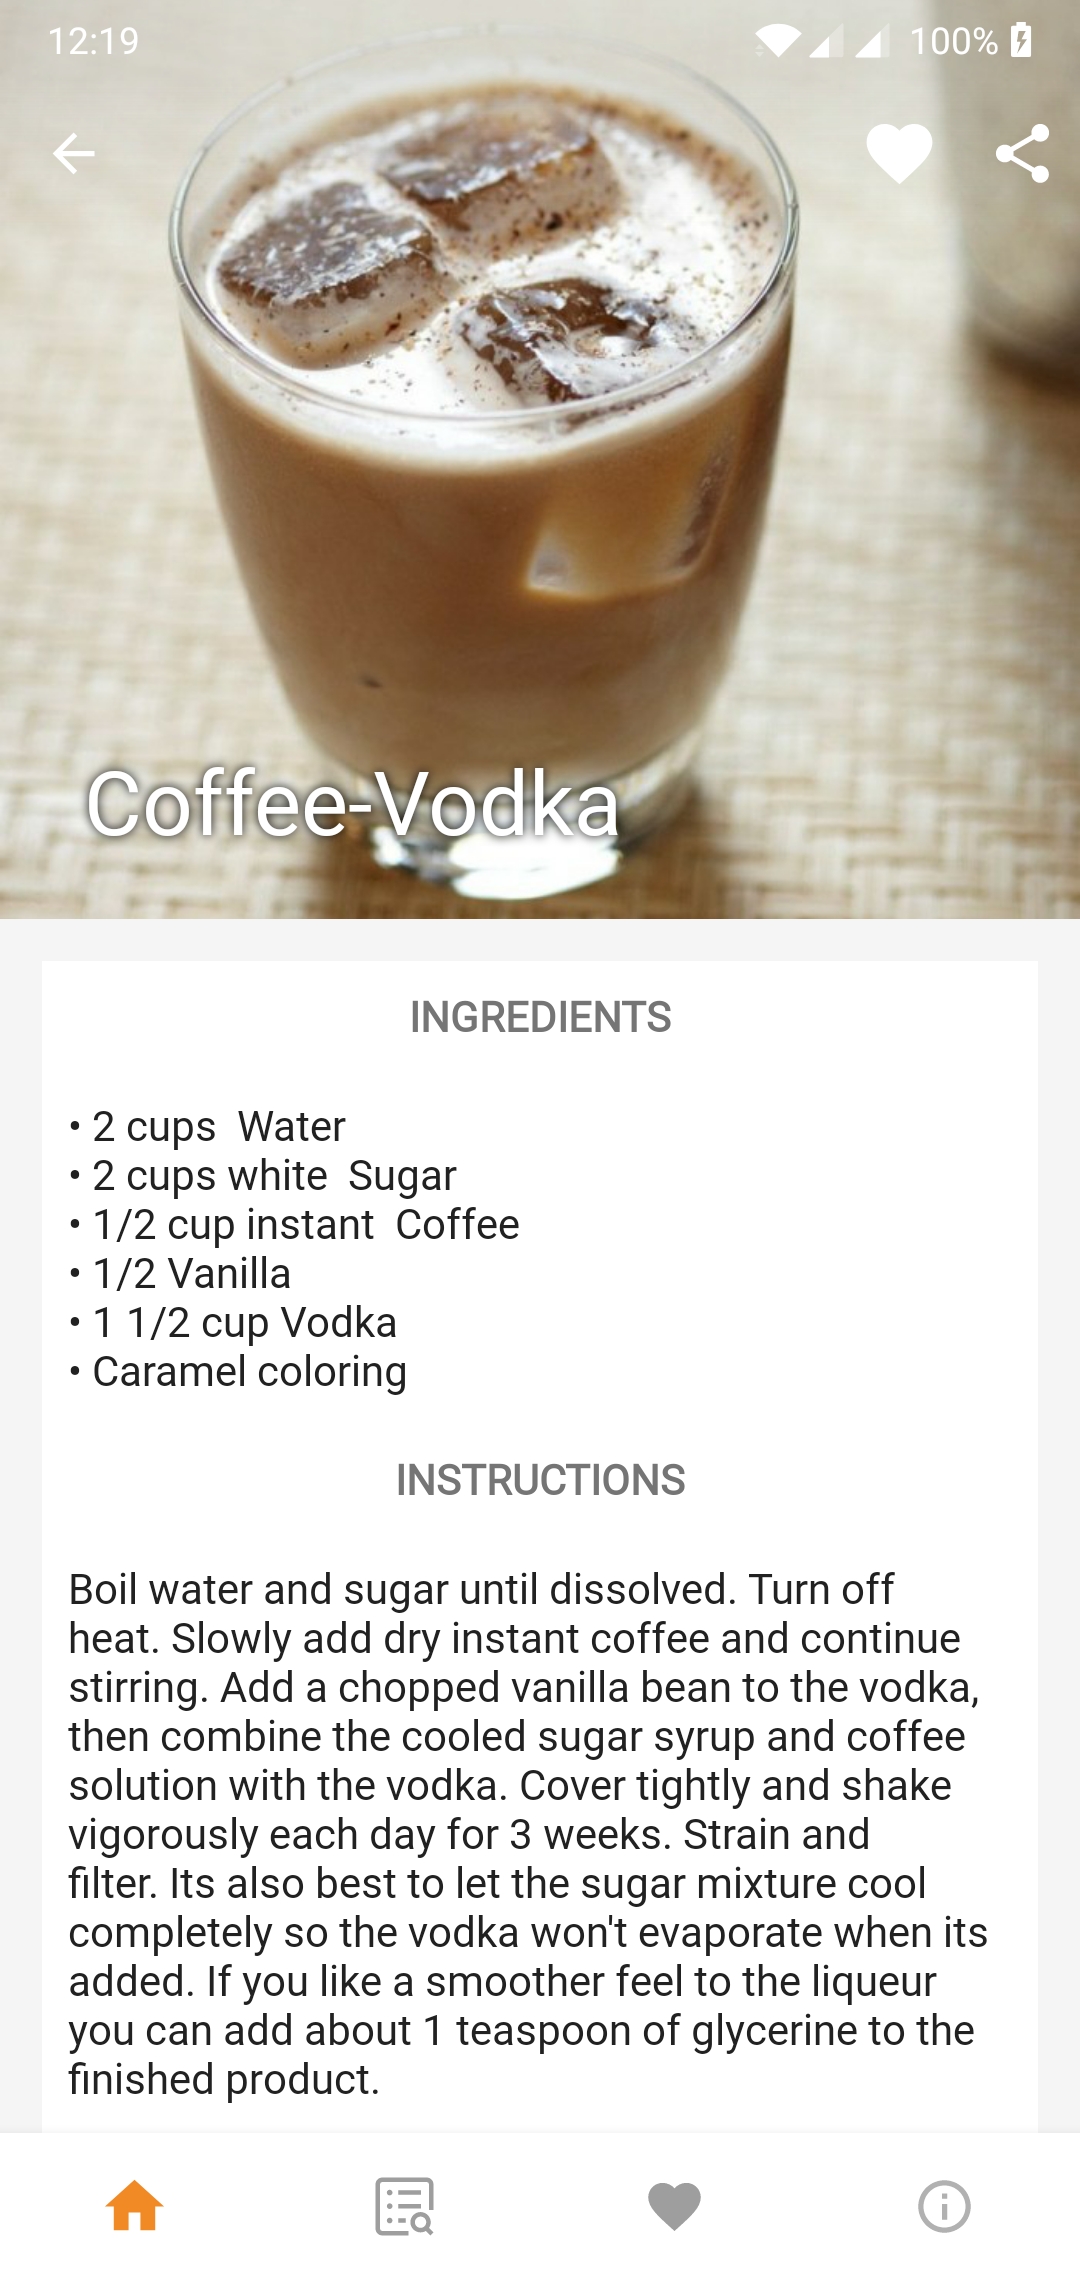 12:19
100%
Coffee-Vodka
INGREDIENTS
• 2 cups  Water
• 2 cups white  Sugar
• 1/2 cup instant  Coffee
• 1/2 Vanilla
• 1 1/2 cup Vodka
• Caramel coloring
INSTRUCTIONS
Boil water and sugar until dissolved. Turn off
heat. Slowly add dry instant coffee and continue
stirring. Add a chopped vanilla bean to the vodka,
then combine the cooled sugar syrup and coffee
solution with the vodka. Cover tightly and shake
vigorously each day for 3 weeks. Strain and
filter. Its also best to let the sugar mixture cool
completely so the vodka won't evaporate when its
added. If you like a smoother feel to the liqueur
you can add about 1 teaspoon of glycerine to the
finished product.